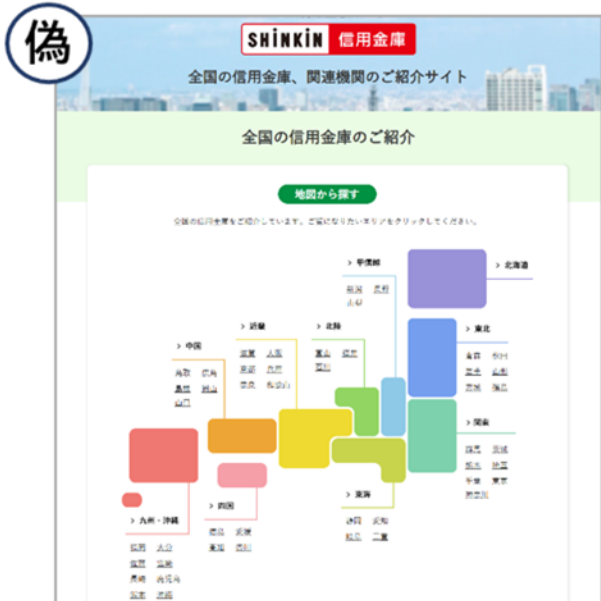 偽
SHINKIN 信用金庫
全国の信用金庫、関連機関のご紹介サイト
全国の信用金庫のご紹介
地図から探す
全国の信用金庫をご紹介しています。ご覧になりたいエリアをクリックしてください。
> 甲信越
新潟 長野
山梨
> 北海道
> 近畿
滋賀 大阪
京都 兵庫
奈良 和歌山
> 北陸
富山 福井
石川
> 東北
青森 秋田
岩手 山形
宮城 福島
> 中国
鳥取 広島
島根 岡山
山口
> 関東
群馬 茨城
栃木 埼玉
千葉 東京
神奈川
> 東海
静岡 愛知
岐阜 三重
> 四国
徳島 愛媛
高知 香川
> 九州・沖縄
福岡 大分
佐賀 宮崎
長崎 鹿児島
熊本 沖縄